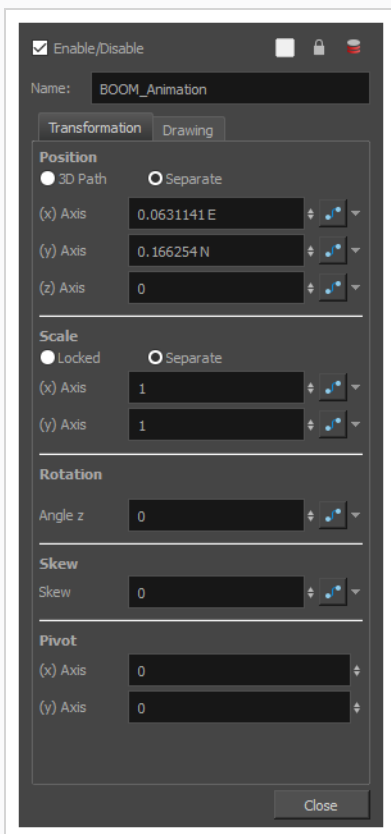 Enable/Disable
Name: BOOM_Animation
Transformation Drawing
Position
3D Path Separate
(x) Axis 0.0631141 E
(y) Axis 0.166254 N
(z) Axis 0
Scale
Locked Separate
(x) Axis 1
(y) Axis 1
Rotation
Angle z 0
Skew
Skew 0
Pivot
(x) Axis 0
(y) Axis 0
Close